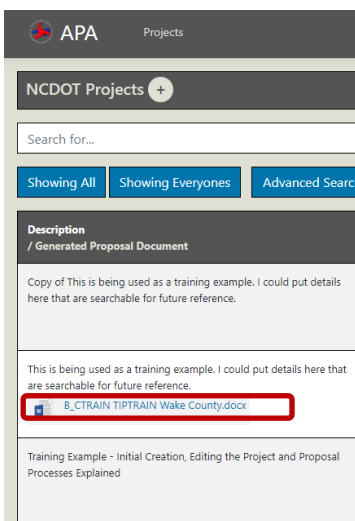 APA Projects
NCDOT Projects +
Search for...
Showing All Showing Everyones Advanced Searc
Description
/ Generated Proposal Document
Copy of This is being used as a training example. I could put details
here that are searchable for future reference.
This is being used as a training example. I could put details here that
are searchable for future reference.
B_CTRAIN TIPTRAIN Wake County.docx
Training Example - Initial Creation, Editing the Project and Proposal
Processes Explained